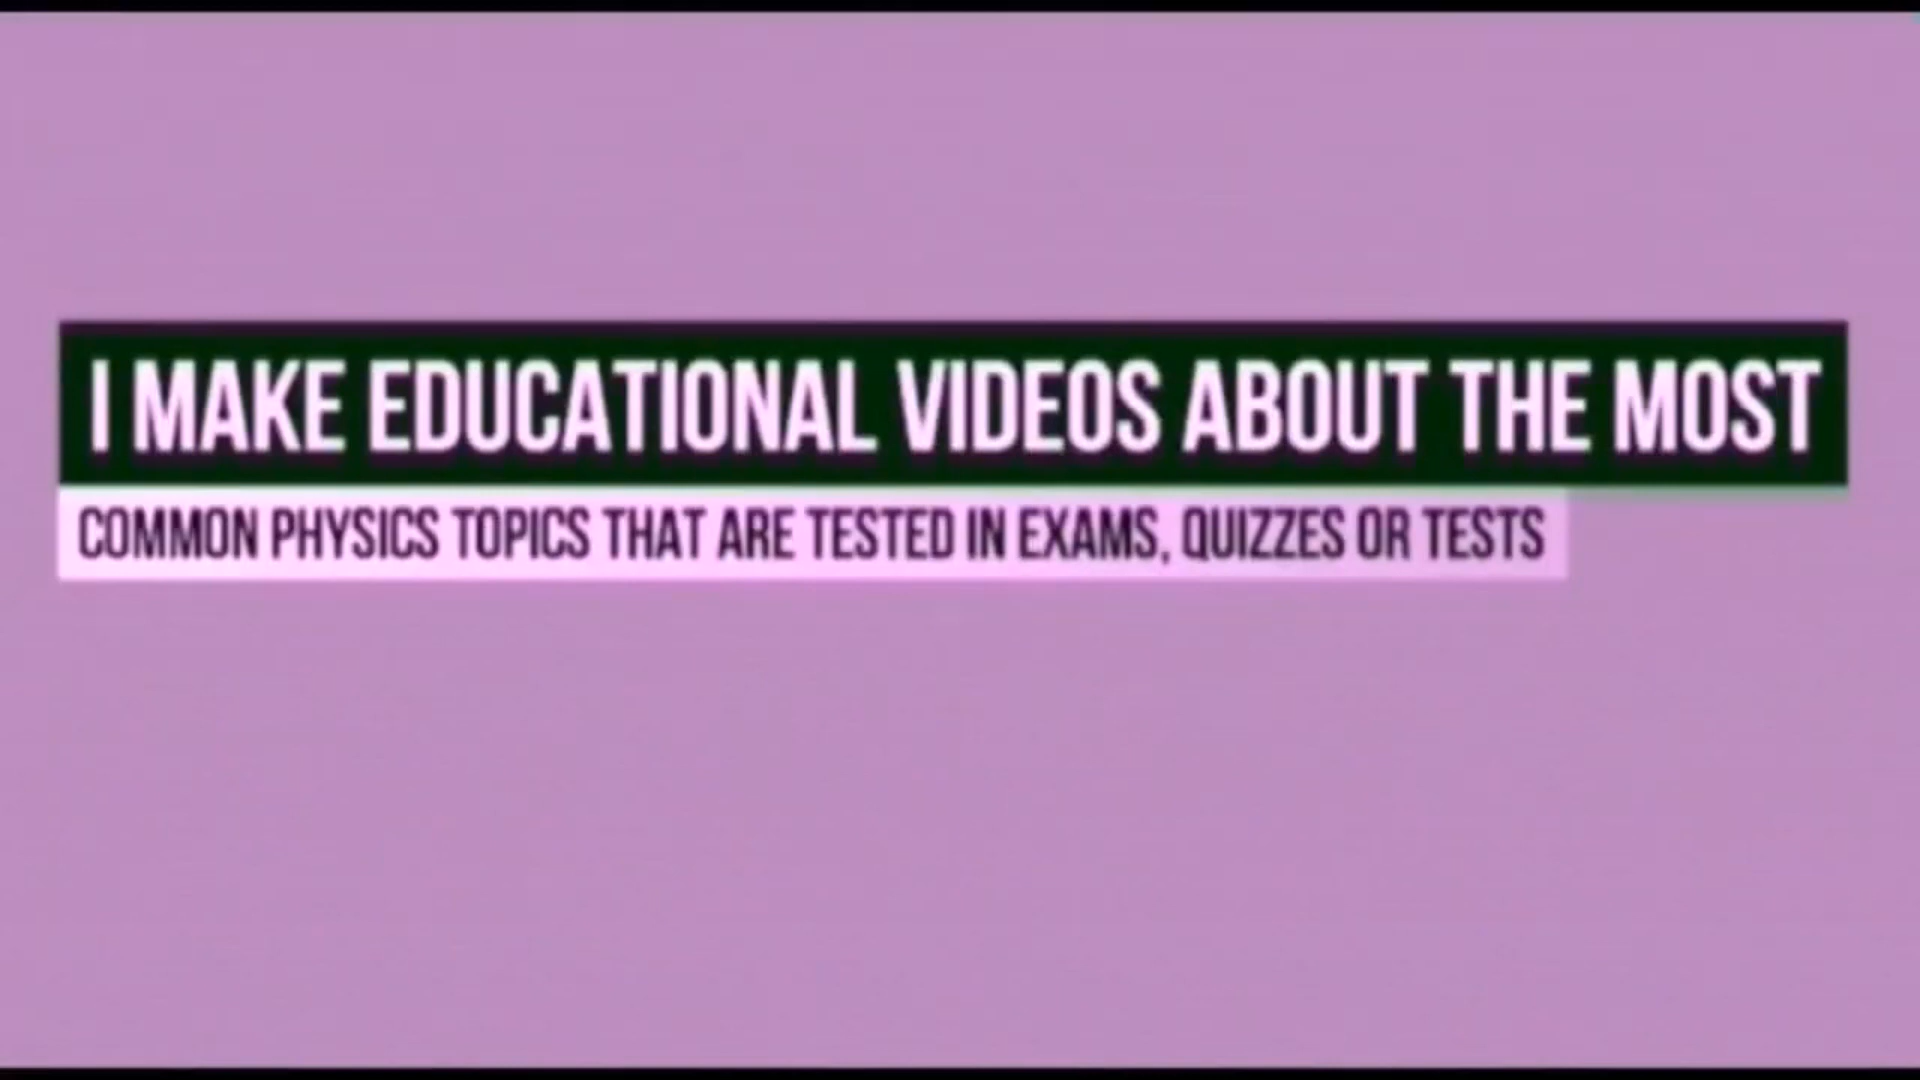 I MAKE EDUCATIONAL VIDEOS ABOUT THE MOST
COMMON PHYSICS TOPICS THAT ARE TESTED IN EXAMS, QUIZZES OR TESTS